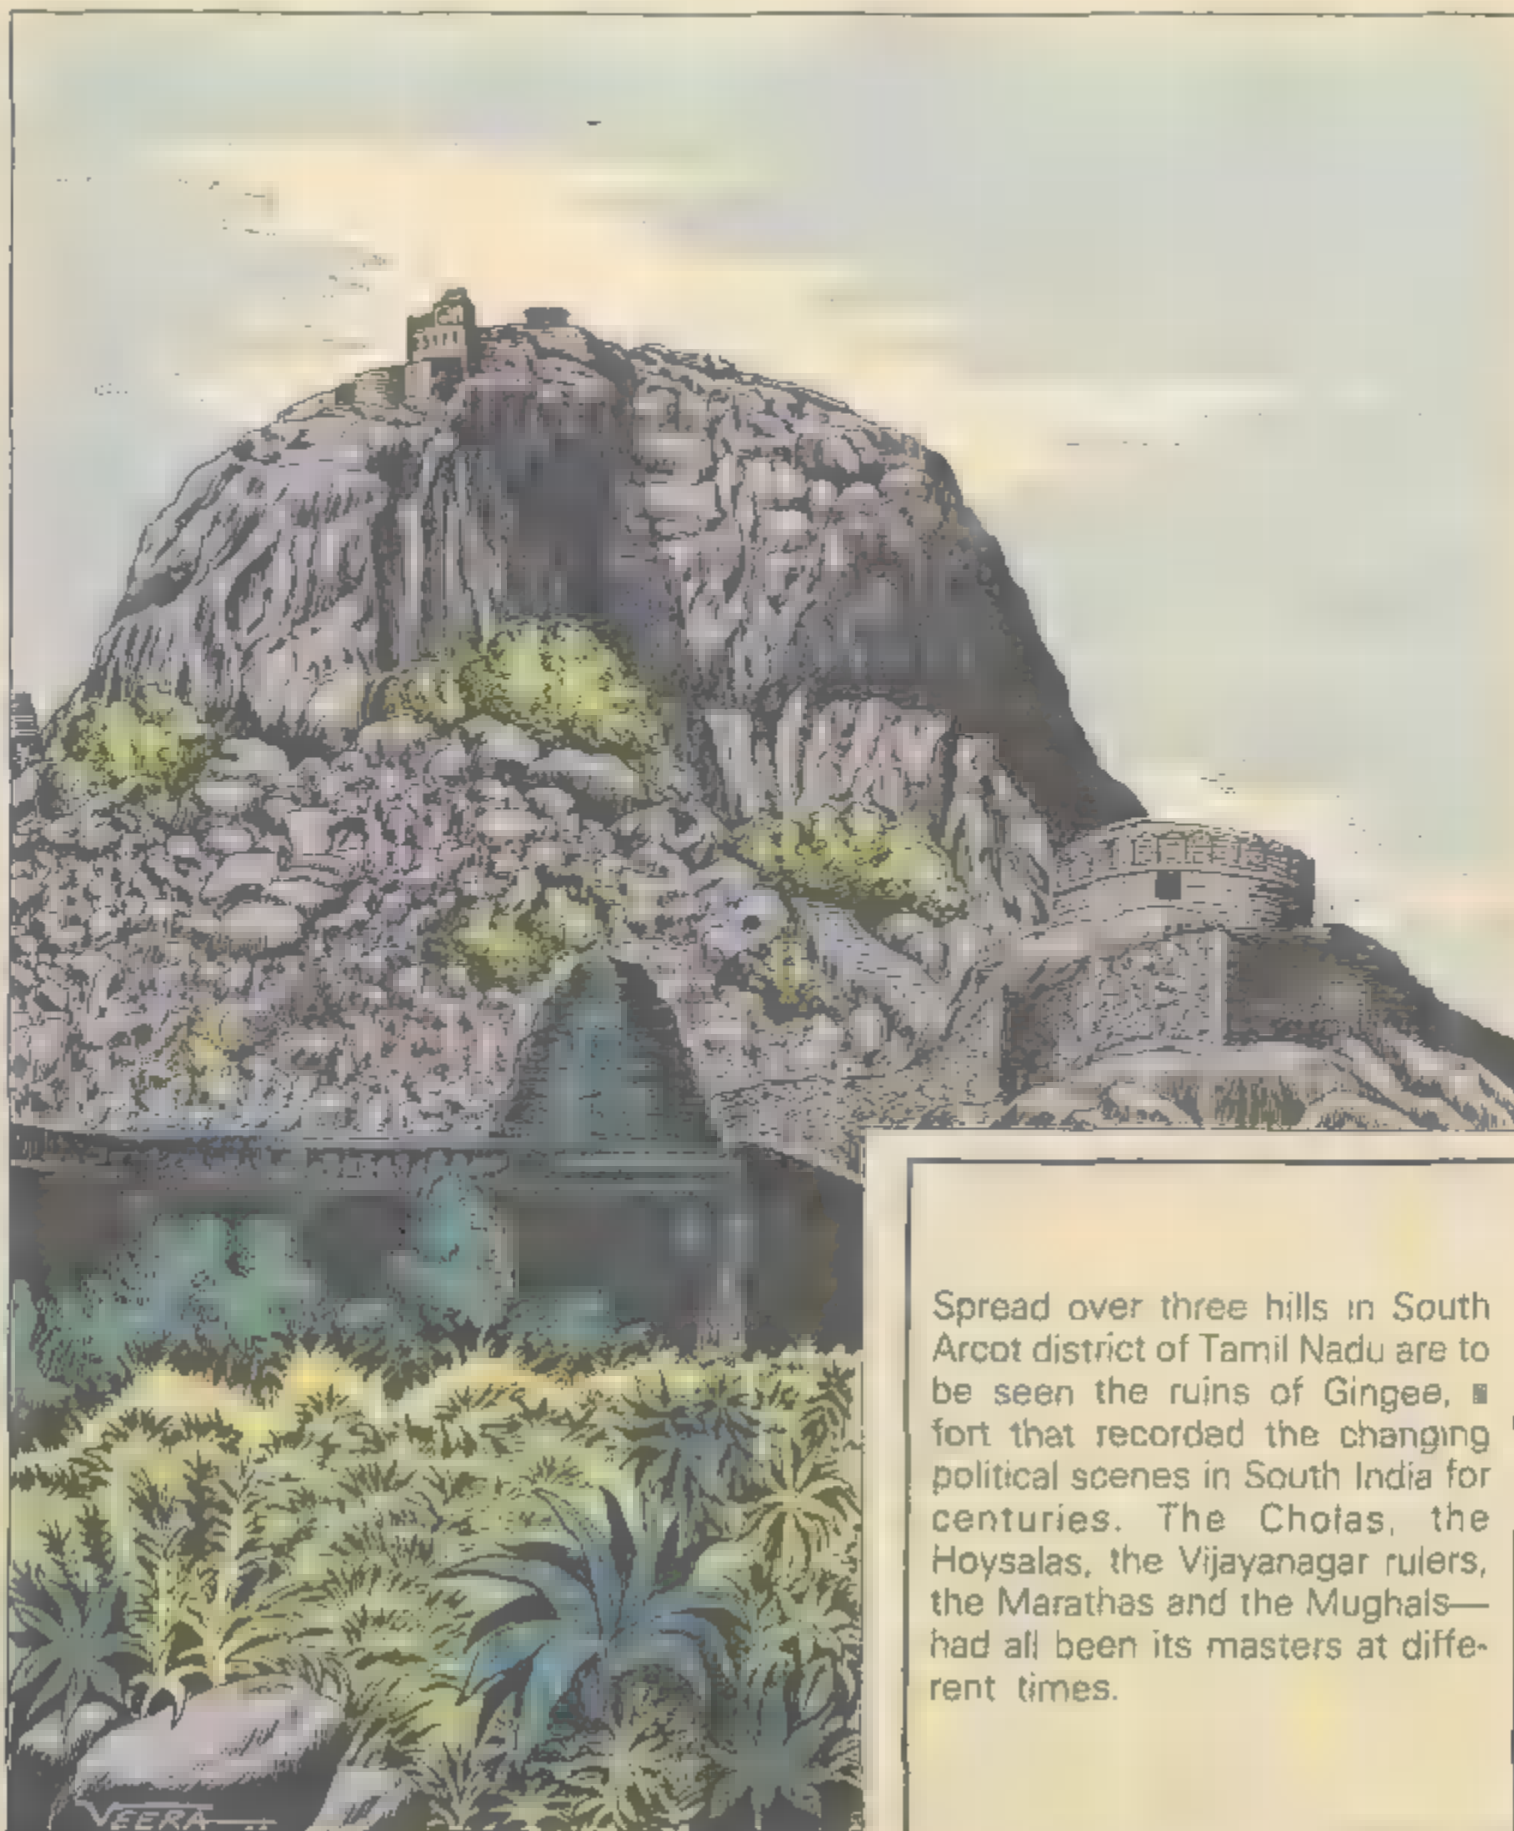 Spread over three hills in South
Arcot district of Tamil Nadu are to
be seen the ruins of Gingee,
fort that recorded the changing
political scenes in South India for
centuries. The Cholas, the
Hoysalas, the Vijayanagar rulers,
the Marathas and the Mughals—
had all been its masters at diffe-
rent times.
VEERA